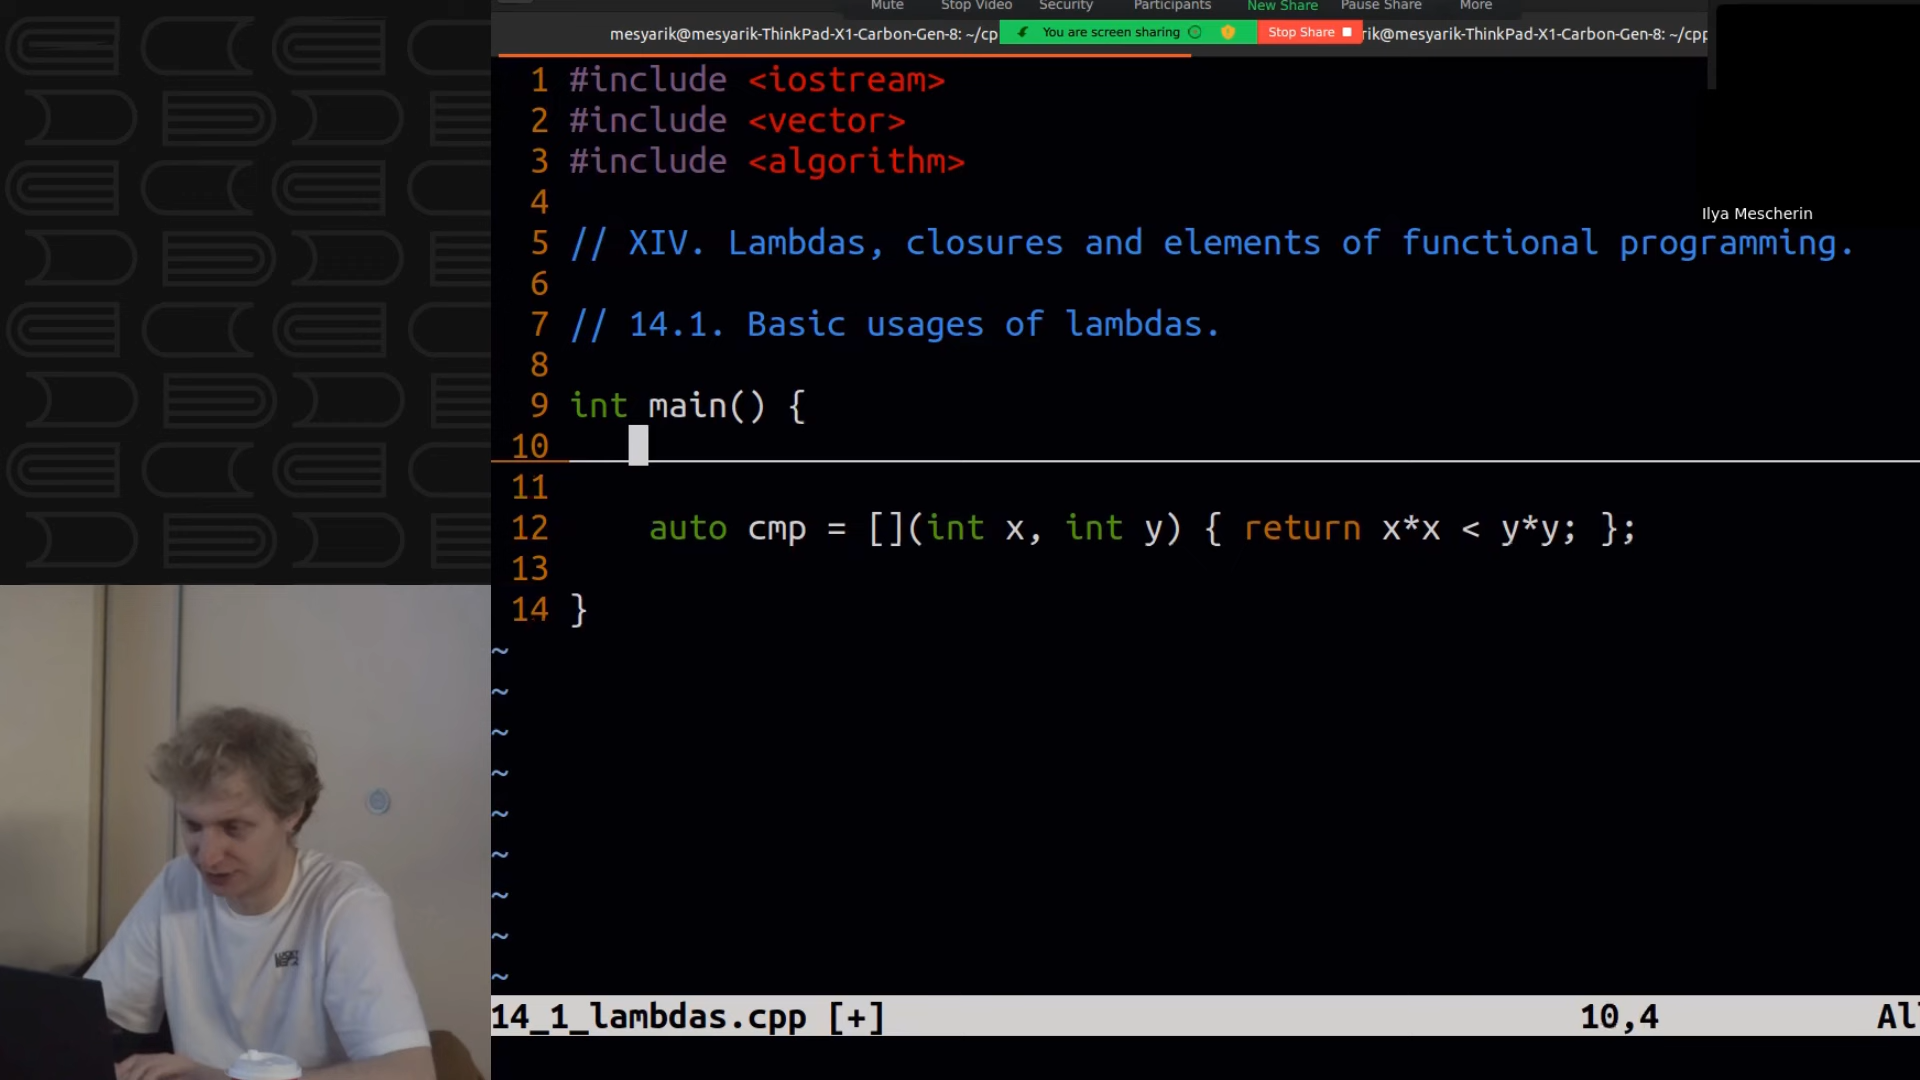 Mute Stop Video Security Participants New Share Pause Share More
mesyarik@mesyarik-ThinkPad-X1-Carbon-Gen-8: ~/cp You are screen sharing Stop Share rik@mesyarik-ThinkPad-X1-Carbon-Gen-8: ~/cpp
Ilya Mescherin
1 #include <iostream>
2 #include <vector>
3 #include <algorithm>
4
5 // XIV. Lambdas, closures and elements of functional programming.
6
7 // 14.1. Basic usages of lambdas.
8
9 int main() {
10
11
12     auto cmp = [](int x, int y) { return x*x < y*y; };
13
14 }
~
~
~
~
~
~
~
~
~
14_1_lambdas.cpp [+] 10,4 Al